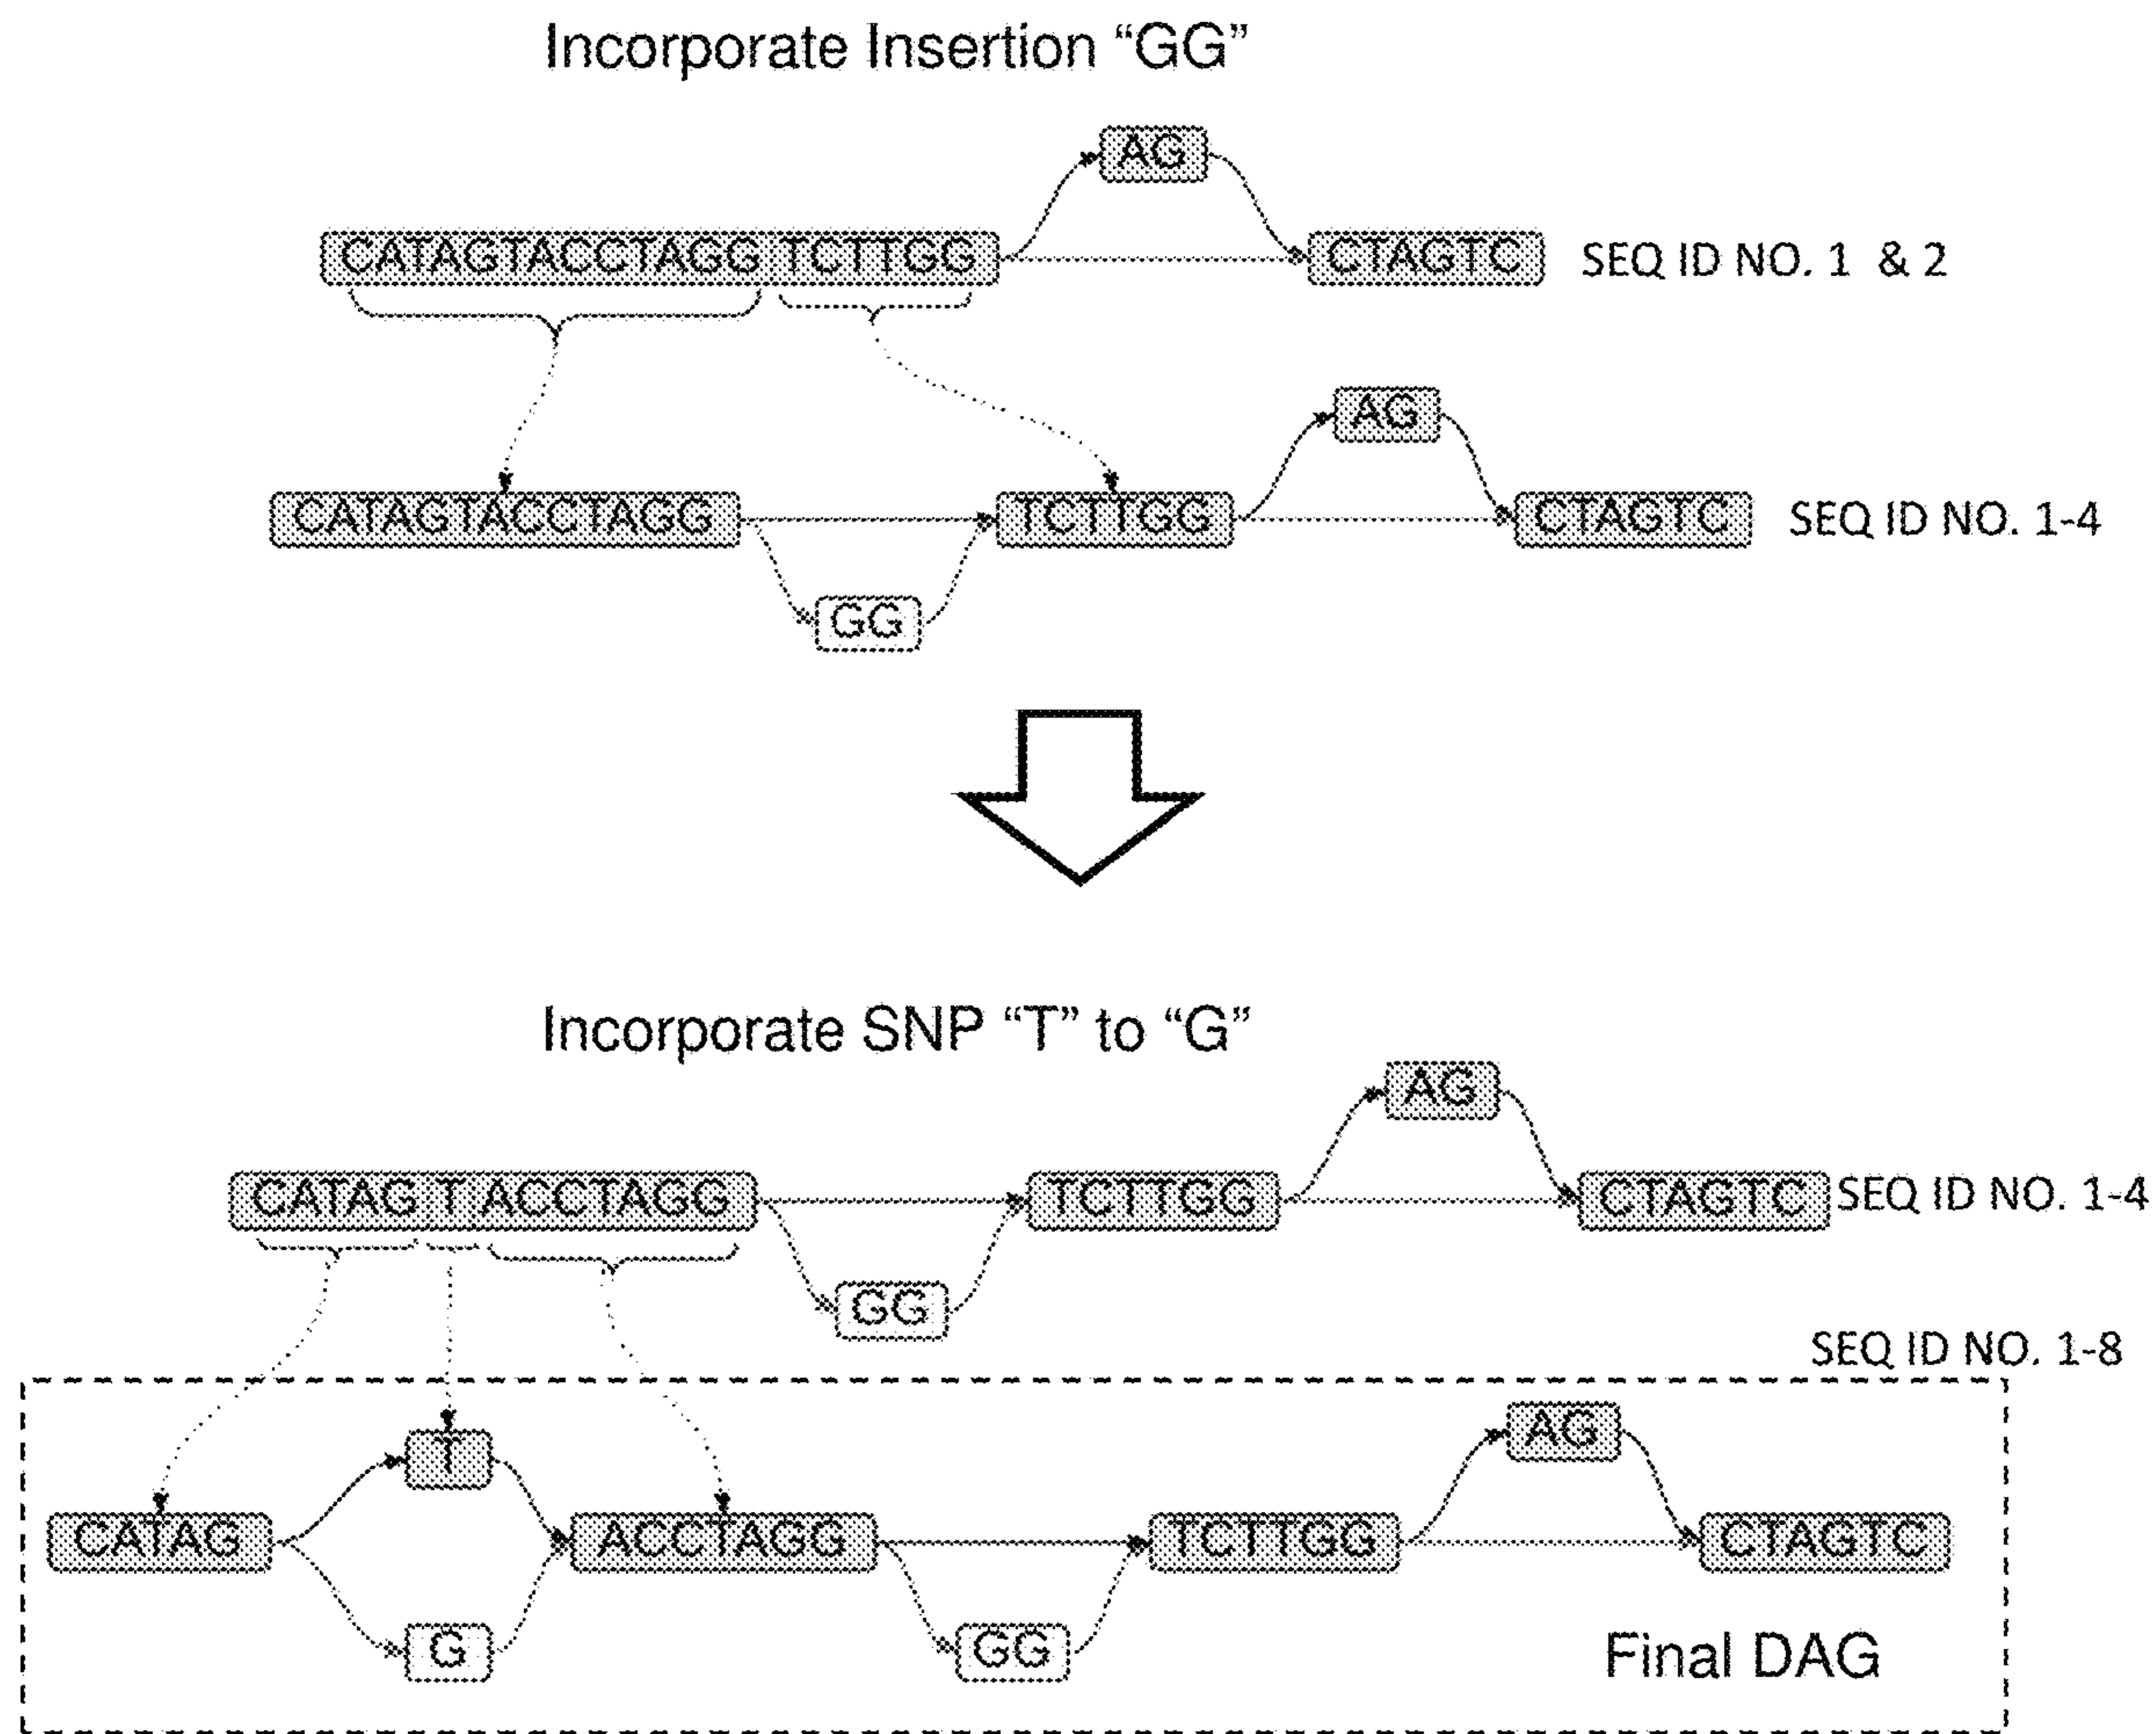 Incorporate Insertion “GG”
AG
CATAGTACCTAGG TCTTGG CTAGTC SEQ ID NO. 1 & 2
AG
CATAGTACCTAGG TCTTGG CTAGTC SEQ ID NO. 1-4
GG
Incorporate SNP “T” to “G”
AG
CATAG T ACCTAGG TCTTGG CTAGTC SEQ ID NO. 1-4
GG
SEQ ID NO. 1-8
AG
T
CATAG ACCTAGG TCTTGG CTAGTC
G GG Final DAG